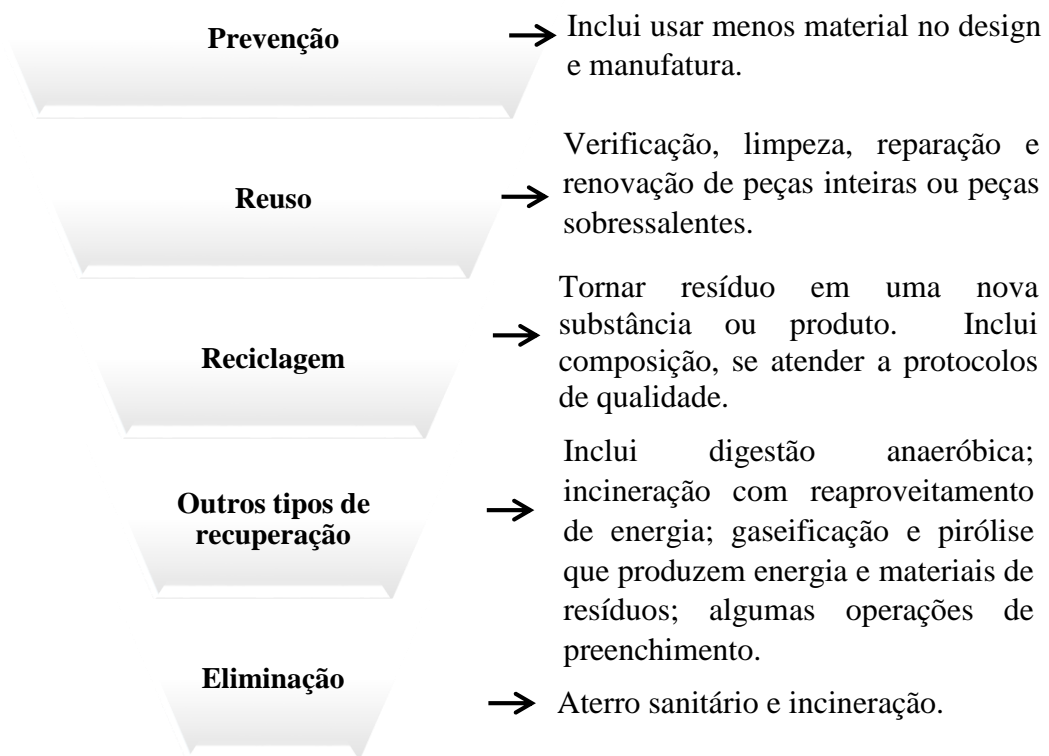 Prevenção
Inclui usar menos material no design
e manufatura.
Reuso
Verificação, limpeza, reparação e
renovação de peças inteiras ou peças
sobressalentes.
Reciclagem
Tornar resíduo em uma nova
substância ou produto. Inclui
composição, se atender a protocolos
de qualidade.
Outros tipos de
recuperação
Inclui digestão anaeróbica;
incineração com reaproveitamento
de energia; gaseificação e pirólise
que produzem energia e materiais de
resíduos; algumas operações de
preenchimento.
Eliminação
Aterro sanitário e incineração.